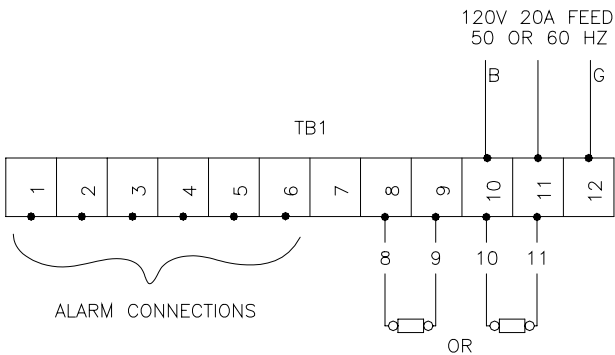 120V 20A FEED
50 OR 60 HZ
B G
TB1
1 2 3 4 5 6 7 8 9 10 11 12
8 9 10 11
ALARM CONNECTIONS
OR